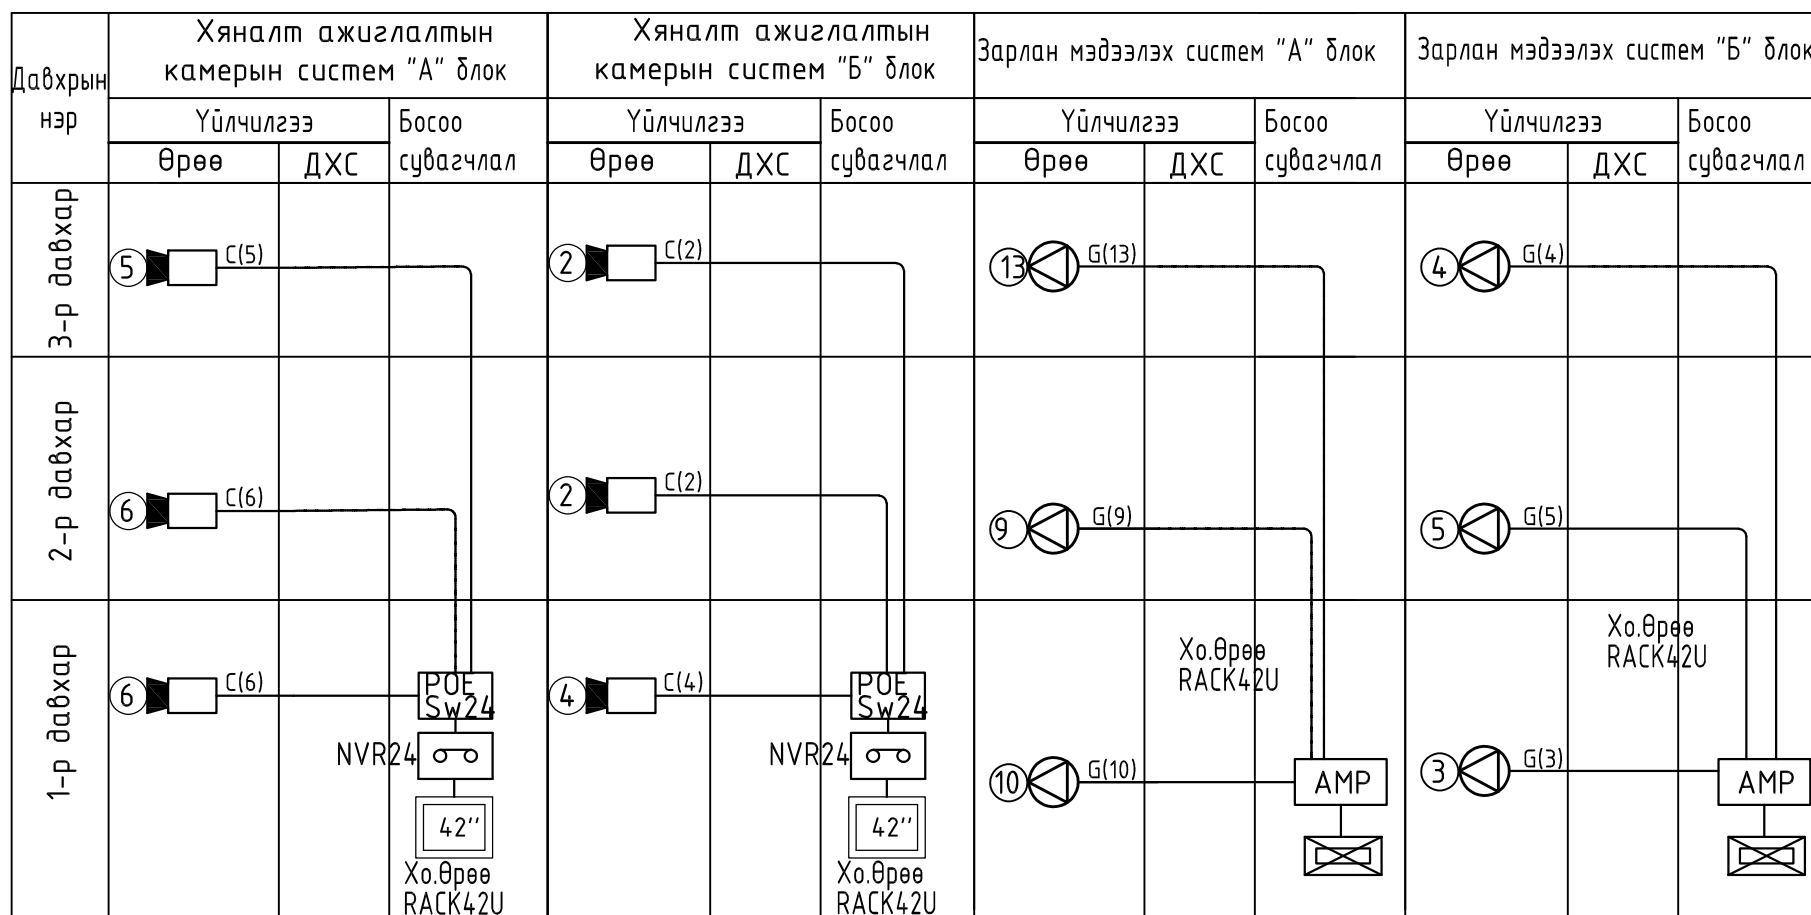 Давхрын
нэр
Хяналт ажиглалтын
камерын систем "А" блок
Хяналт ажиглалтын
камерын систем "Б" блок
Зарлан мэдээлэх систем "А" блок
Зарлан мэдээлэх систем "Б" блок
Үйлчилгээ
Босоо
сувагчлал
Үйлчилгээ
Босоо
сувагчлал
Үйлчилгээ
Босоо
сувагчлал
Үйлчилгээ
Босоо
сувагчлал
Өрөө
ДХС
Өрөө
ДХС
Өрөө
ДХС
Өрөө
ДХС
3-р давхар
5
C(5)
2
C(2)
13
G(13)
4
G(4)
2-р давхар
6
C(6)
2
C(2)
9
G(9)
5
G(5)
1-р давхар
6
C(6)
POE
Sw24
NVR24
42''
Хо.Өрөө
RACK42U
4
C(4)
POE
Sw24
NVR24
42''
Хо.Өрөө
RACK42U
Хо.Өрөө
RACK42U
10
G(10)
AMP
Хо.Өрөө
RACK42U
3
G(3)
AMP